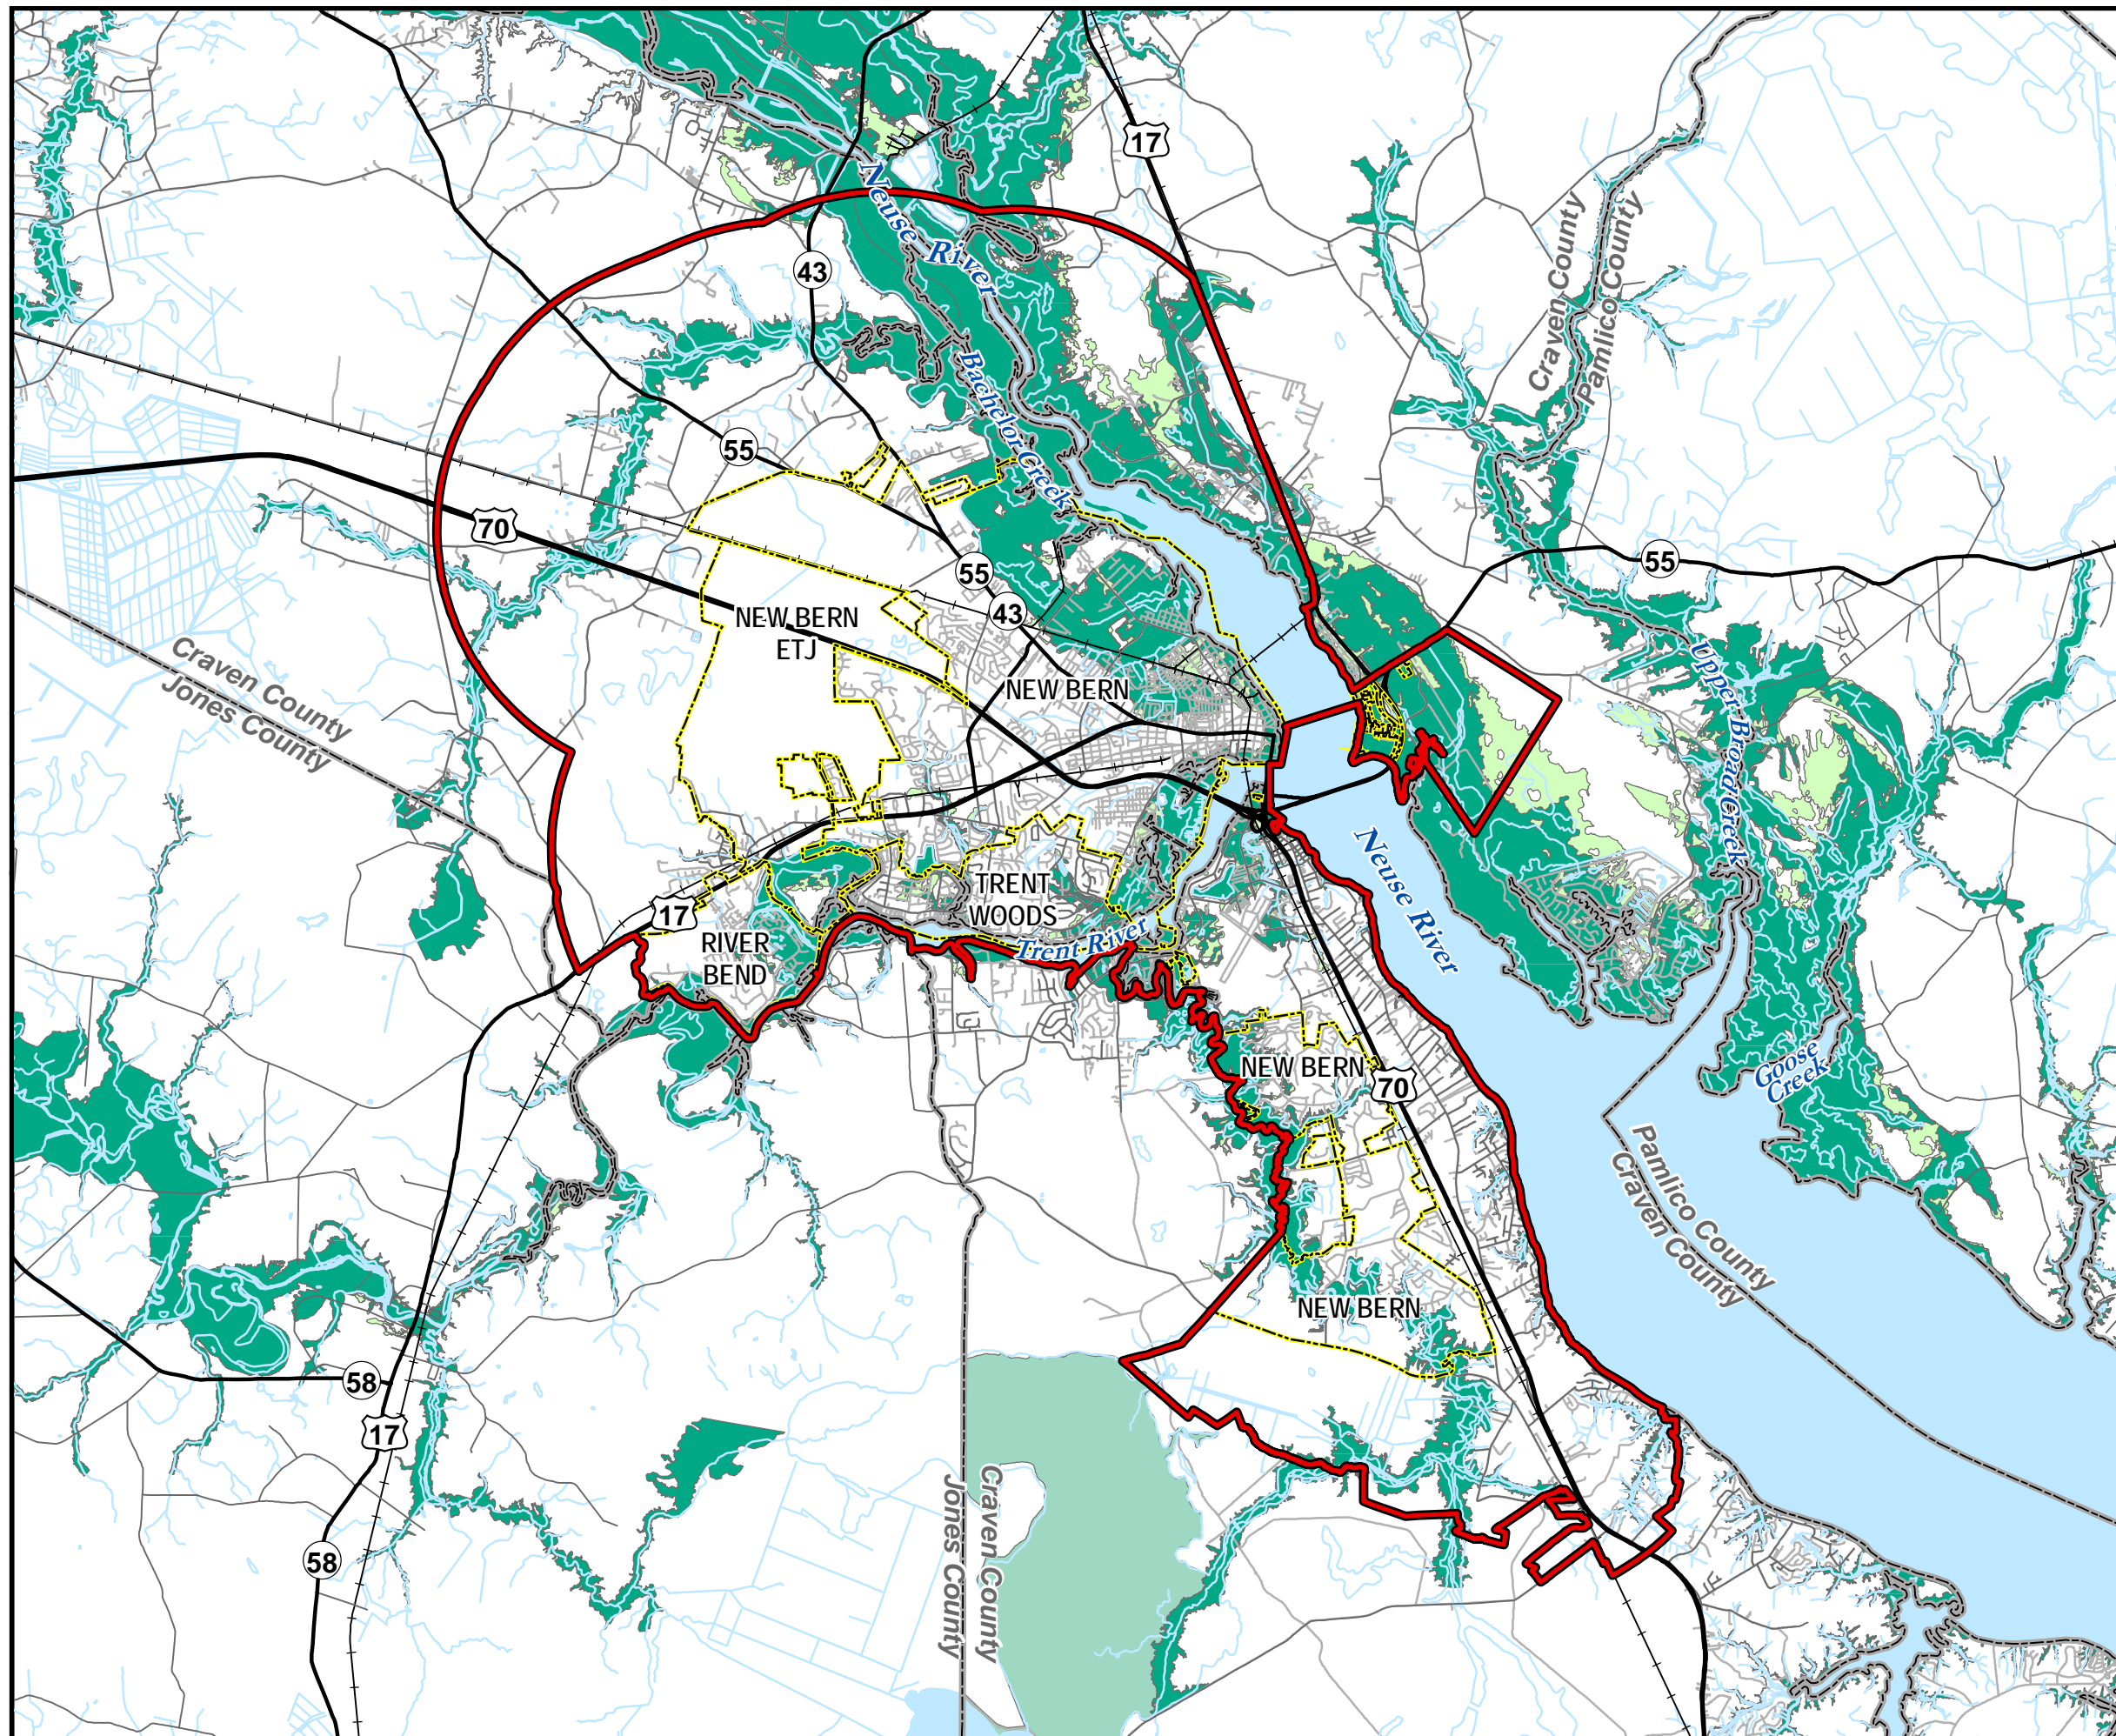 17
Neuse River
43
Craven County
Pamlico County
Bachelor Creek
55
70
55
55
43
NEW BERN
ETJ
Craven County
Jones County
NEW BERN
Upper Broad Creek
Neuse River
TRENT
WOODS
17
RIVER
BEND
Trent River
NEW BERN
70
Goose
Creek
Pamlico County
Craven County
NEW BERN
58
17
58
Jones County
Craven County